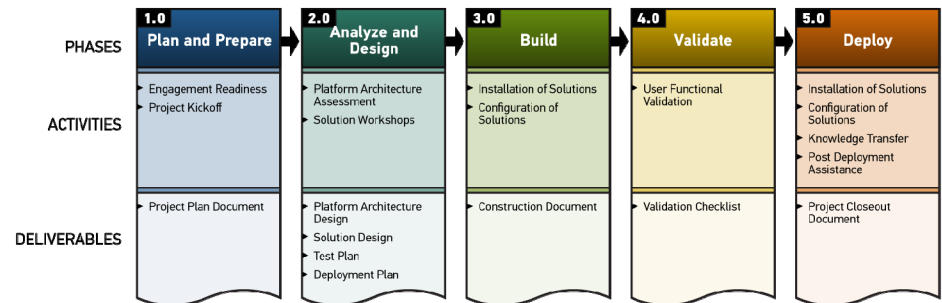 PHASES
1.0
Plan and Prepare
2.0
Analyze and
Design
3.0
Build
4.0
Validate
5.0
Deploy
ACTIVITIES
Engagement Readiness
Project Kickoff
Platform Architecture
Assessment
Solution Workshops
Installation of Solutions
Configuration of
Solutions
User Functional
Validation
Installation of Solutions
Configuration of
Solutions
Knowledge Transfer
Post Deployment
Assistance
DELIVERABLES
Project Plan Document
Platform Architecture
Design
Solution Design
Test Plan
Deployment Plan
Construction Document
Validation Checklist
Project Closeout
Document